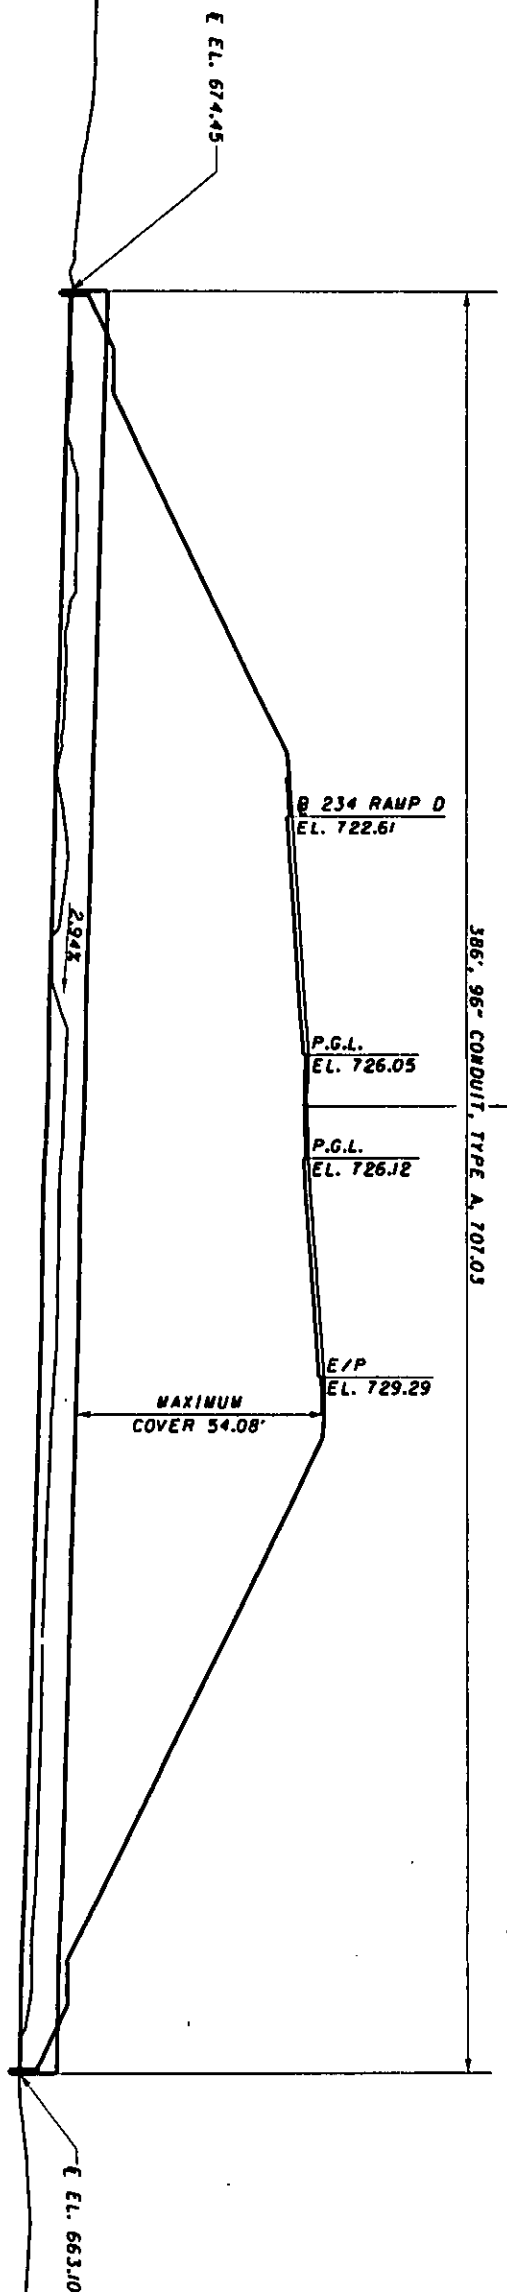 ℄ EL. 674.45
386', 96" CONDUIT, TYPE A, 707.03
℄ 234 RAMP D
EL. 722.61
2.94%
P.G.L.
EL. 726.05
P.G.L.
EL. 726.12
E/P
EL. 729.29
MAXIMUM
COVER 54.08'
℄ EL. 663.10